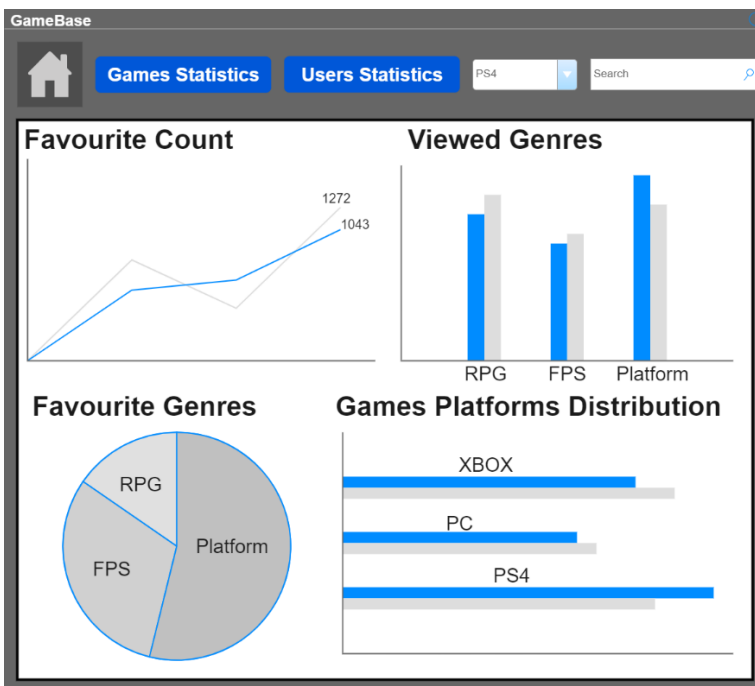 GameBase
Games Statistics
Users Statistics
PS4
Search
Favourite Count
1272
1043
Viewed Genres
RPG
FPS
Platform
Favourite Genres
RPG
FPS
Platform
Games Platforms Distribution
XBOX
PC
PS4